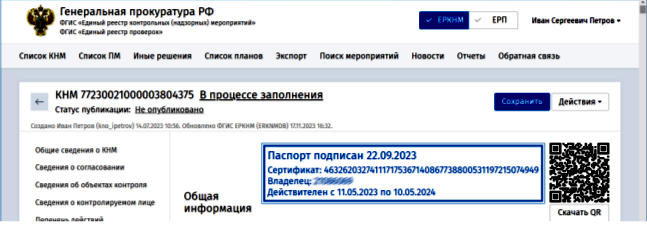 Генеральная прокуратура РФ
ФГИС «Единый реестр контрольных (надзорных) мероприятий»
ФГИС «Единый реестр проверок»
ЕРКНМ ЕРП Иван Сергеевич Петров
Список КНМ Список ПМ Иные решения Список планов Экспорт Поиск мероприятий Новости Отчеты Обратная связь
КНМ 77230021000003804375 В процессе заполнения
Статус публикации: Не опубликовано
Сохранить Действия
Создано Иван Петров (kno_ipetrov) 14.07.2023 10:56. Обновлено ФГИС ЕРКНМ (ERKNMOB) 17.11.2023 16:32.
Общие сведения о КНМ
Сведения о согласовании
Сведения об объектах контроля
Сведения о контролируемом лице
Перечень действий
Общая
информация
Паспорт подписан 22.09.2023
Сертификат: 463262032741117175367140867738800531197215074949
Владелец:
Действителен с 11.05.2023 по 10.05.2024
Скачать QR